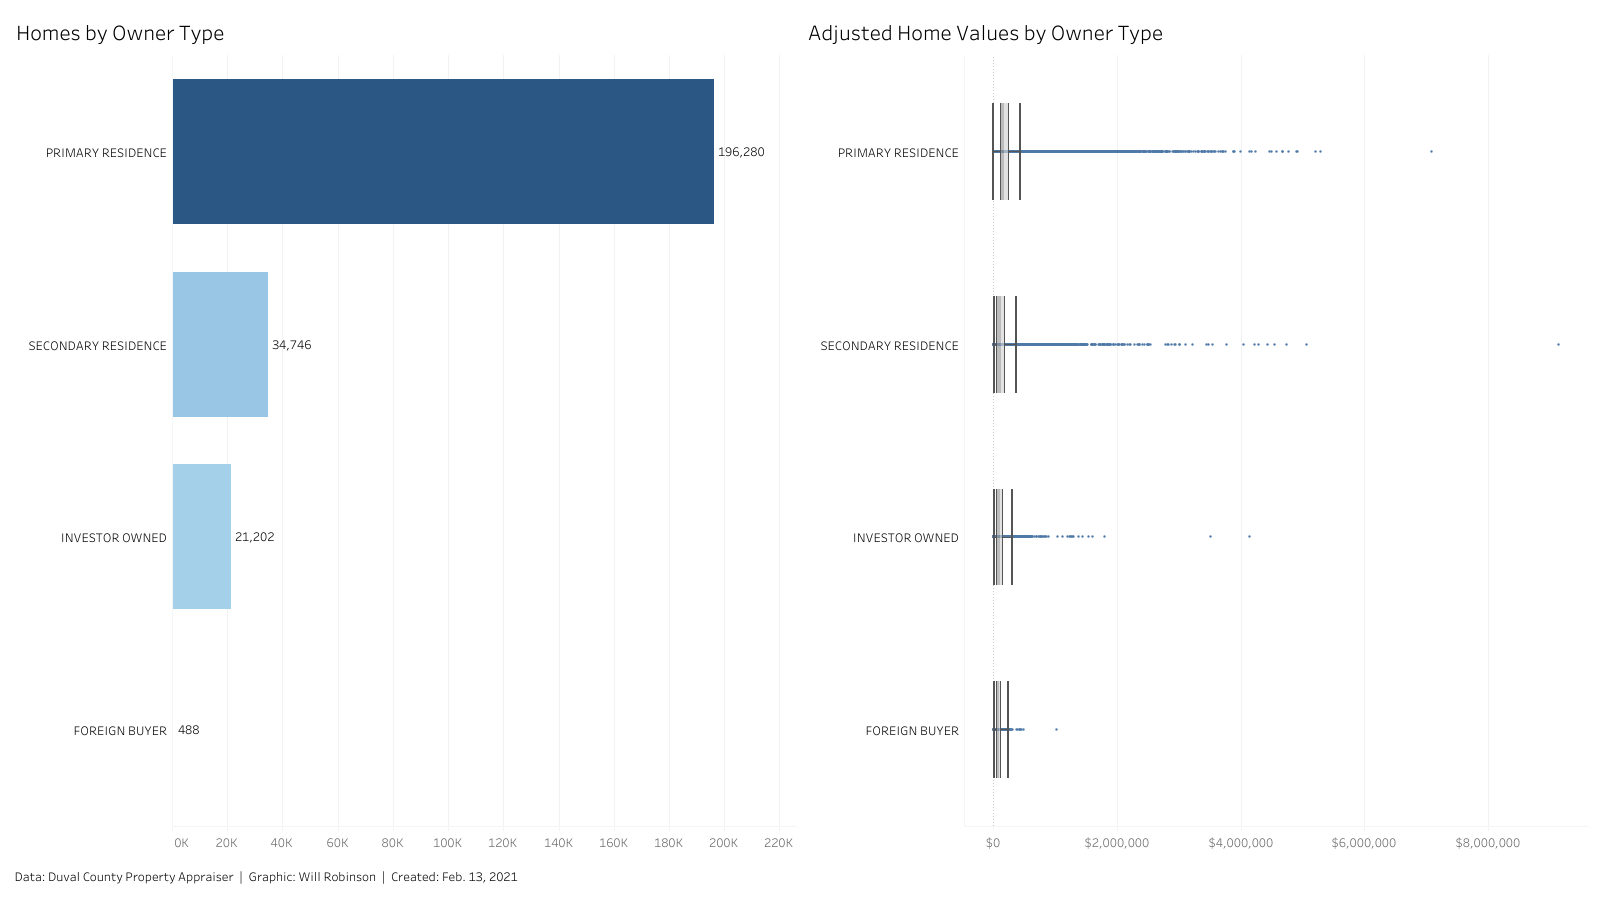 Homes by Owner Type
PRIMARY RESIDENCE
196,280
SECONDARY RESIDENCE
34,746
INVESTOR OWNED
21,202
FOREIGN BUYER
488
0K 20K 40K 60K 80K 100K 120K 140K 160K 180K 200K 220K
Adjusted Home Values by Owner Type
PRIMARY RESIDENCE
SECONDARY RESIDENCE
INVESTOR OWNED
FOREIGN BUYER
$0 $2,000,000 $4,000,000 $6,000,000 $8,000,000
Data: Duval County Property Appraiser | Graphic: Will Robinson | Created: Feb. 13, 2021